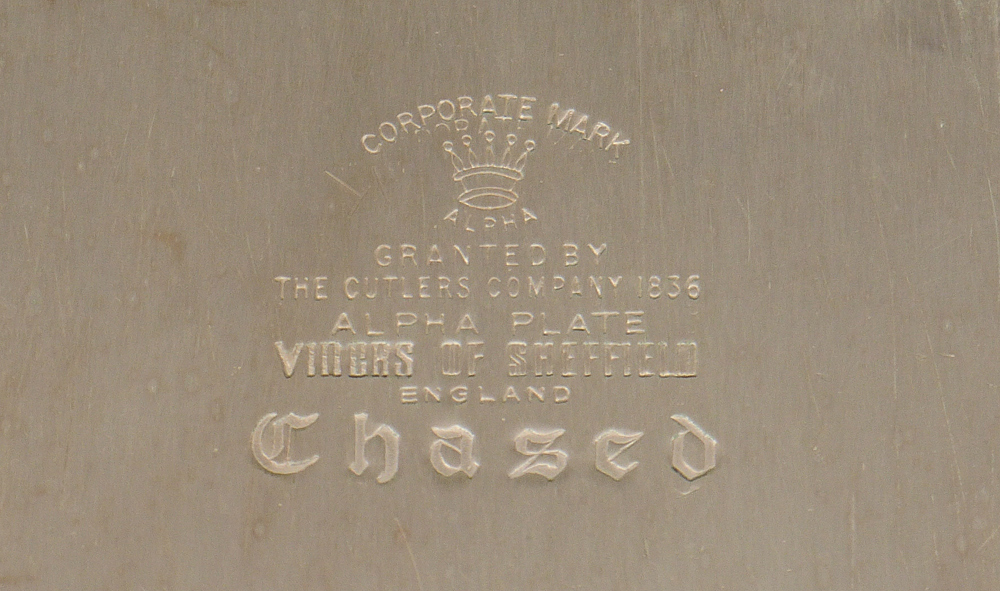 CORPORATE MARK
ALPHA
GRANTED BY
THE CUTLERS COMPANY 1836
ALPHA PLATE
VINERS OF SHEFFIELD
ENGLAND
Chased